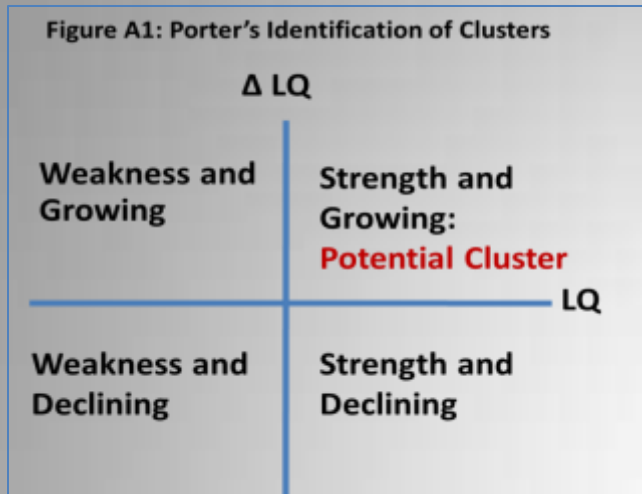 Figure A1: Porter's Identification of Clusters
Δ LQ
Weakness and
Growing
Strength and
Growing:
Potential Cluster
LQ
Weakness and
Declining
Strength and
Declining